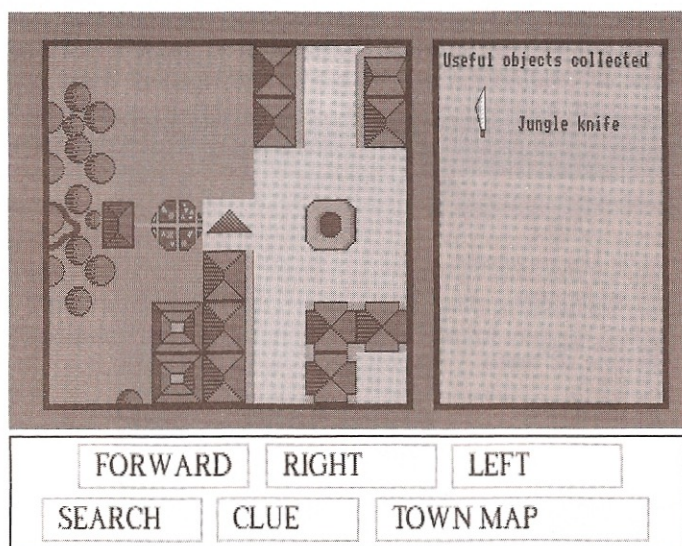 Useful objects collected
Jungle knife
FORWARD RIGHT LEFT
SEARCH CLUE TOWN MAP